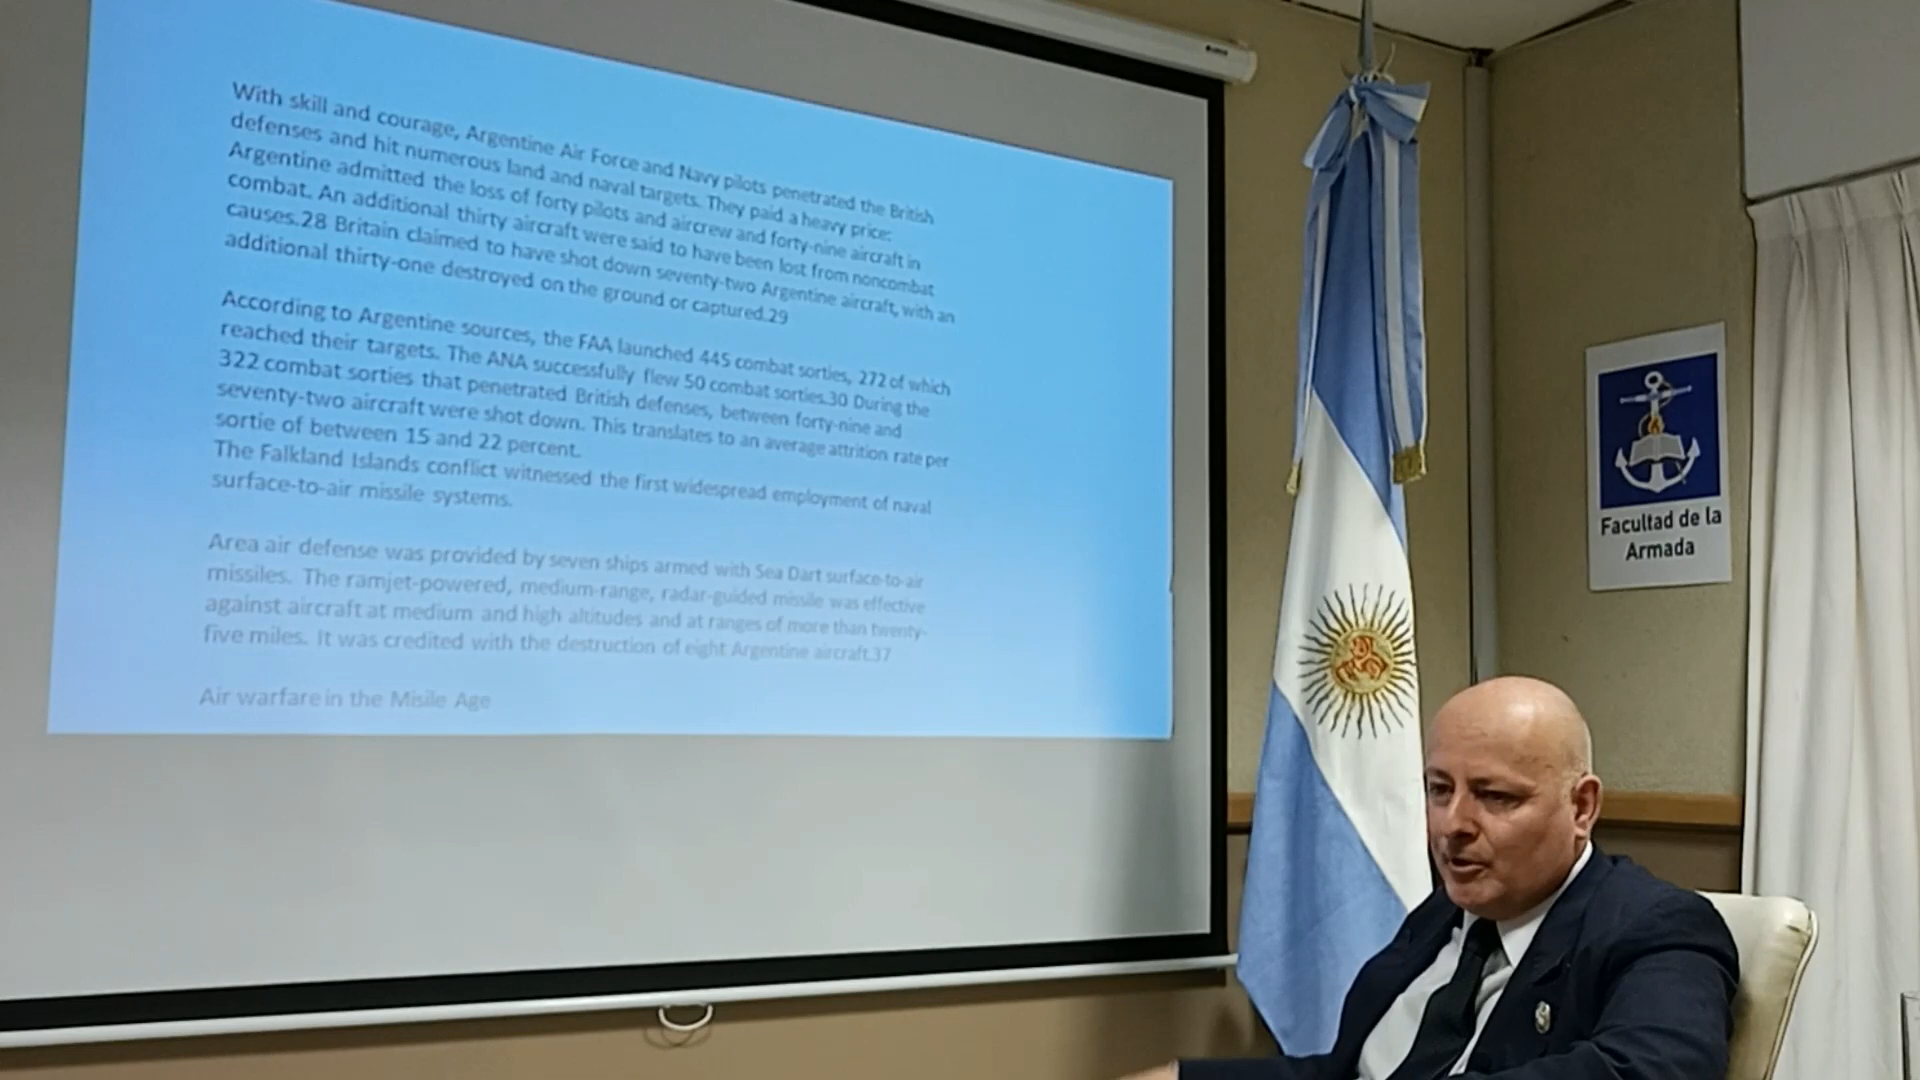 With skill and courage, Argentine Air Force and Navy pilots penetrated the British
defenses and hit numerous land and naval targets. They paid a heavy price:
Argentine admitted the loss of forty pilots and aircrew and forty-nine aircraft in
combat. An additional thirty aircraft were said to have been lost from noncombat
causes.28 Britain claimed to have shot down seventy-two Argentine aircraft, with an
additional thirty-one destroyed on the ground or captured.29
According to Argentine sources, the FAA launched 445 combat sorties, 272 of which
reached their targets. The ANA successfully flew 50 combat sorties.30 During the
322 combat sorties that penetrated British defenses, between forty-nine and
seventy-two aircraft were shot down. This translates to an average attrition rate per
sortie of between 15 and 22 percent.
The Falkland Islands conflict witnessed the first widespread employment of naval
surface-to-air missile systems.
Area air defense was provided by seven ships armed with Sea Dart surface-to-air
missiles. The ramjet-powered, medium-range, radar-guided missile was effective
against aircraft at medium and high altitudes and at ranges of more than twenty-
five miles. It was credited with the destruction of eight Argentine aircraft.37
Air warfare in the Misile Age
Facultad de la
Armada